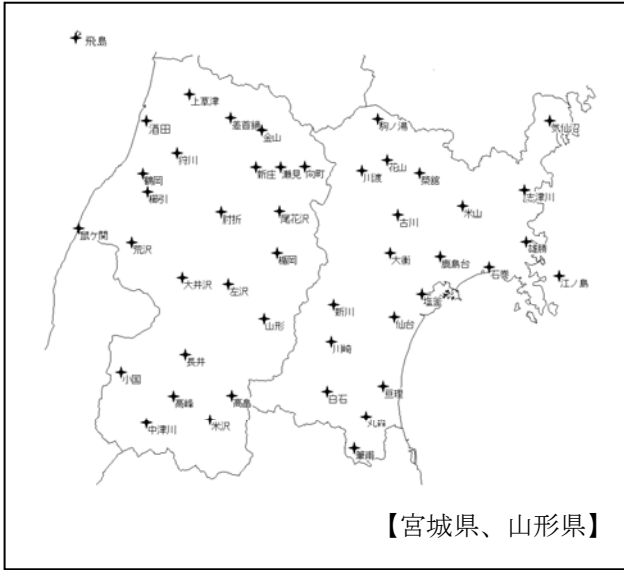 飛島
上草津
差首鍋
酒田
金山
駒ノ湯
気仙沼
狩川
花山
新庄
瀬見
向町
川渡
築館
鶴岡
櫛引
志津川
米山
肘折
尾花沢
古川
鼠ケ関
荒沢
雄勝
楯岡
大衡
鹿島台
石巻
江ノ島
大井沢
左沢
塩釜
新川
山形
仙台
川崎
長井
小国
亘理
白石
高峰
高畠
中津川
米沢
丸森
筆甫
【宮城県、山形県】